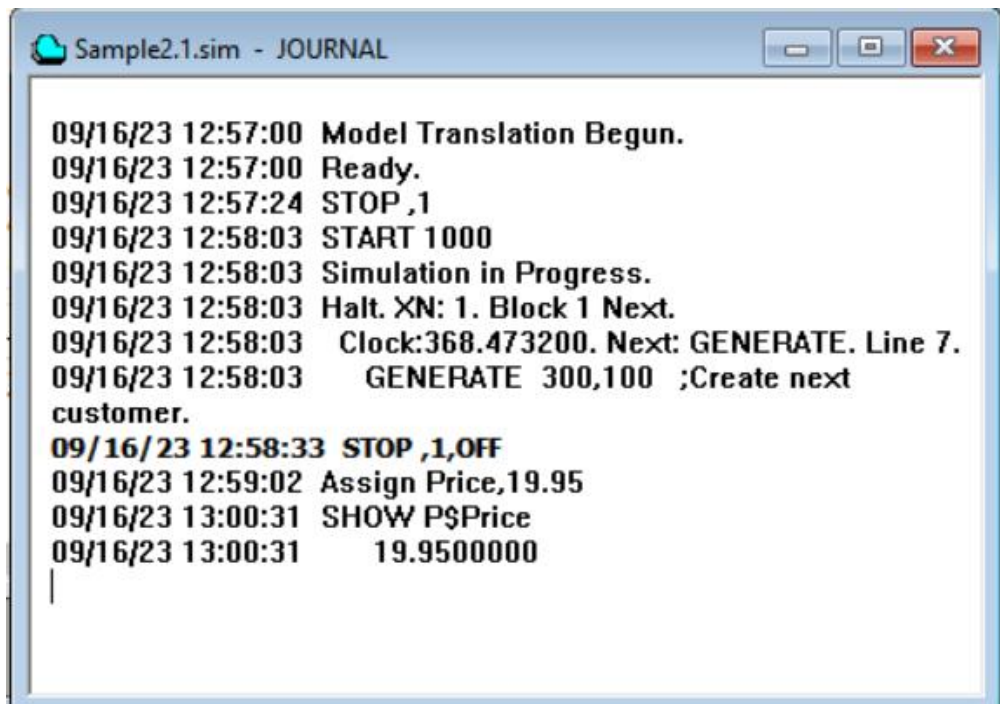 Sample2.1.sim - JOURNAL
09/16/23 12:57:00 Model Translation Begun.
09/16/23 12:57:00 Ready.
09/16/23 12:57:24 STOP ,1
09/16/23 12:58:03 START 1000
09/16/23 12:58:03 Simulation in Progress.
09/16/23 12:58:03 Halt. XN: 1. Block 1 Next.
09/16/23 12:58:03 Clock:368.473200. Next: GENERATE. Line 7.
09/16/23 12:58:03 GENERATE 300,100 ;Create next
customer.
09/16/23 12:58:33 STOP ,1,OFF
09/16/23 12:59:02 Assign Price,19.95
09/16/23 13:00:31 SHOW P$Price
09/16/23 13:00:31 19.9500000